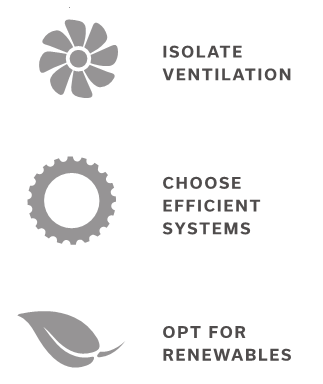 ISOLATE
VENTILATION
CHOOSE
EFFICIENT
SYSTEMS
OPT FOR
RENEWABLES